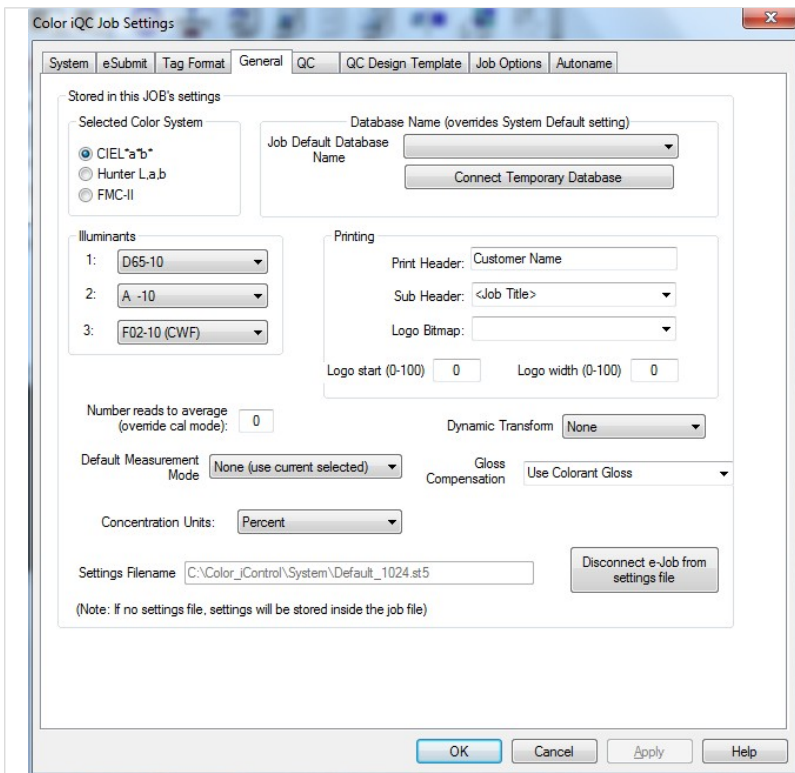 Color iQC Job Settings
x
System eSubmit Tag Format General QC QC Design Template Job Options Autoname
Stored in this JOB's settings
Selected Color System
CIEL*a*b*
Hunter L,a,b
FMC-II
Database Name (overrides System Default setting)
Job Default Database
Name
Connect Temporary Database
Illuminants
1: D65-10
2: A -10
3: F02-10 (CWF)
Printing
Print Header: Customer Name
Sub Header: <Job Title>
Logo Bitmap:
Logo start (0-100) 0 Logo width (0-100) 0
Number reads to average
(override cal mode): 0
Dynamic Transform None
Default Measurement
Mode None (use current selected)
Gloss
Compensation Use Colorant Gloss
Concentration Units: Percent
Settings Filename C:\Color_iControl\System\Default_1024.st5
Disconnect e-Job from
settings file
(Note: If no settings file, settings will be stored inside the job file)
OK Cancel Apply Help